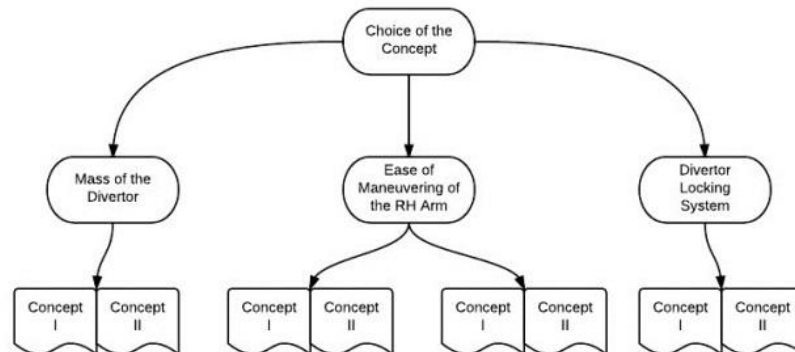 Choice of the
Concept
Mass of the
Divertor
Ease of
Maneuvering of
the RH Arm
Divertor
Locking
System
Concept
I
Concept
II
Concept
I
Concept
II
Concept
I
Concept
II
Concept
I
Concept
II